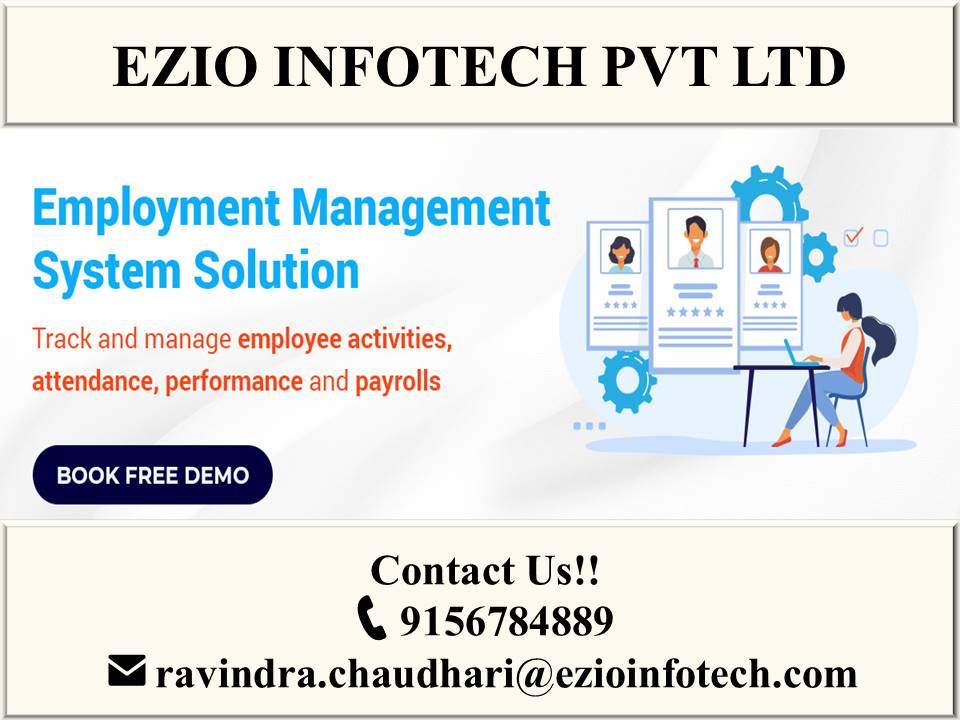 EZIO INFOTECH PVT LTD
Employment Management
System Solution
Track and manage employee activities,
attendance, performance and payrolls
BOOK FREE DEMO
Contact Us!!
9156784889
ravindra.chaudhari@ezioinfotech.com